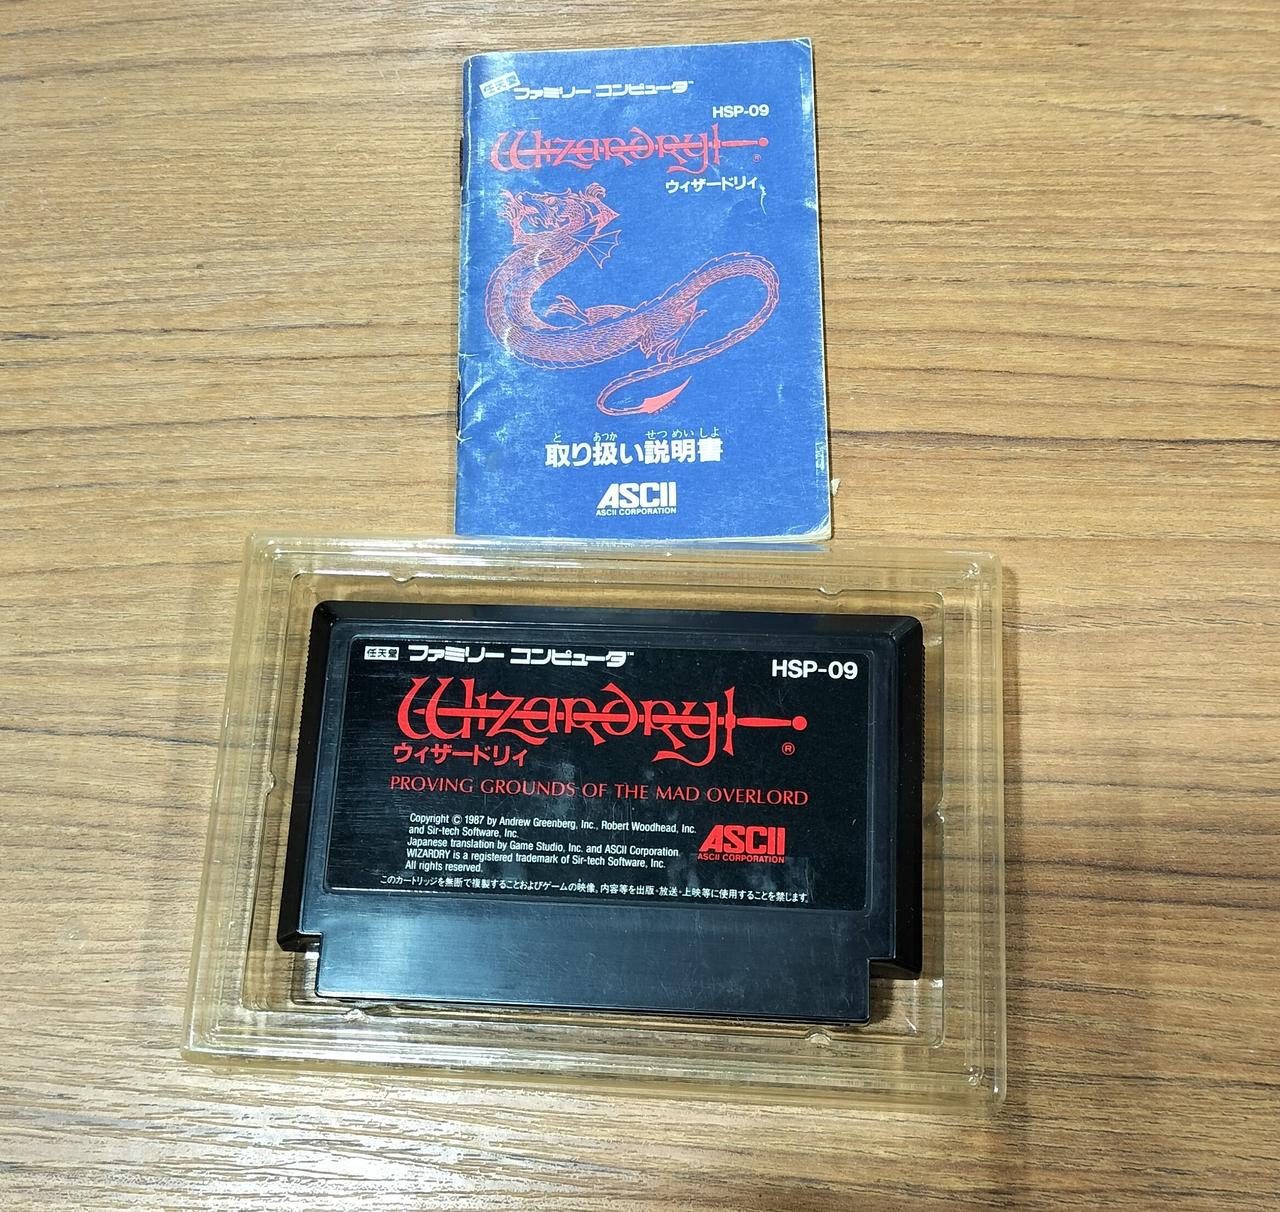 任天堂 ファミリー コンピュータ™
HSP-09
Wizardry®
ウィザードリィ
と あつか せつ めい しょ
取り扱い説明書
ASCII
ASCII CORPORATION
任天堂 ファミリー コンピュータ™
HSP-09
Wizardry®
ウィザードリィ
PROVING GROUNDS OF THE MAD OVERLORD
Copyright © 1987 by Andrew Greenberg, Inc., Robert Woodhead, Inc.
and Sir-tech Software, Inc.
Japanese translation by Game Studio, Inc. and ASCII Corporation
WIZARDRY is a registered trademark of Sir-tech Software, Inc.
All rights reserved.
ASCII
ASCII CORPORATION
このカートリッジを無断で複製することおよびゲームの映像、内容等を出版・放送・上映等に使用することを禁じます。